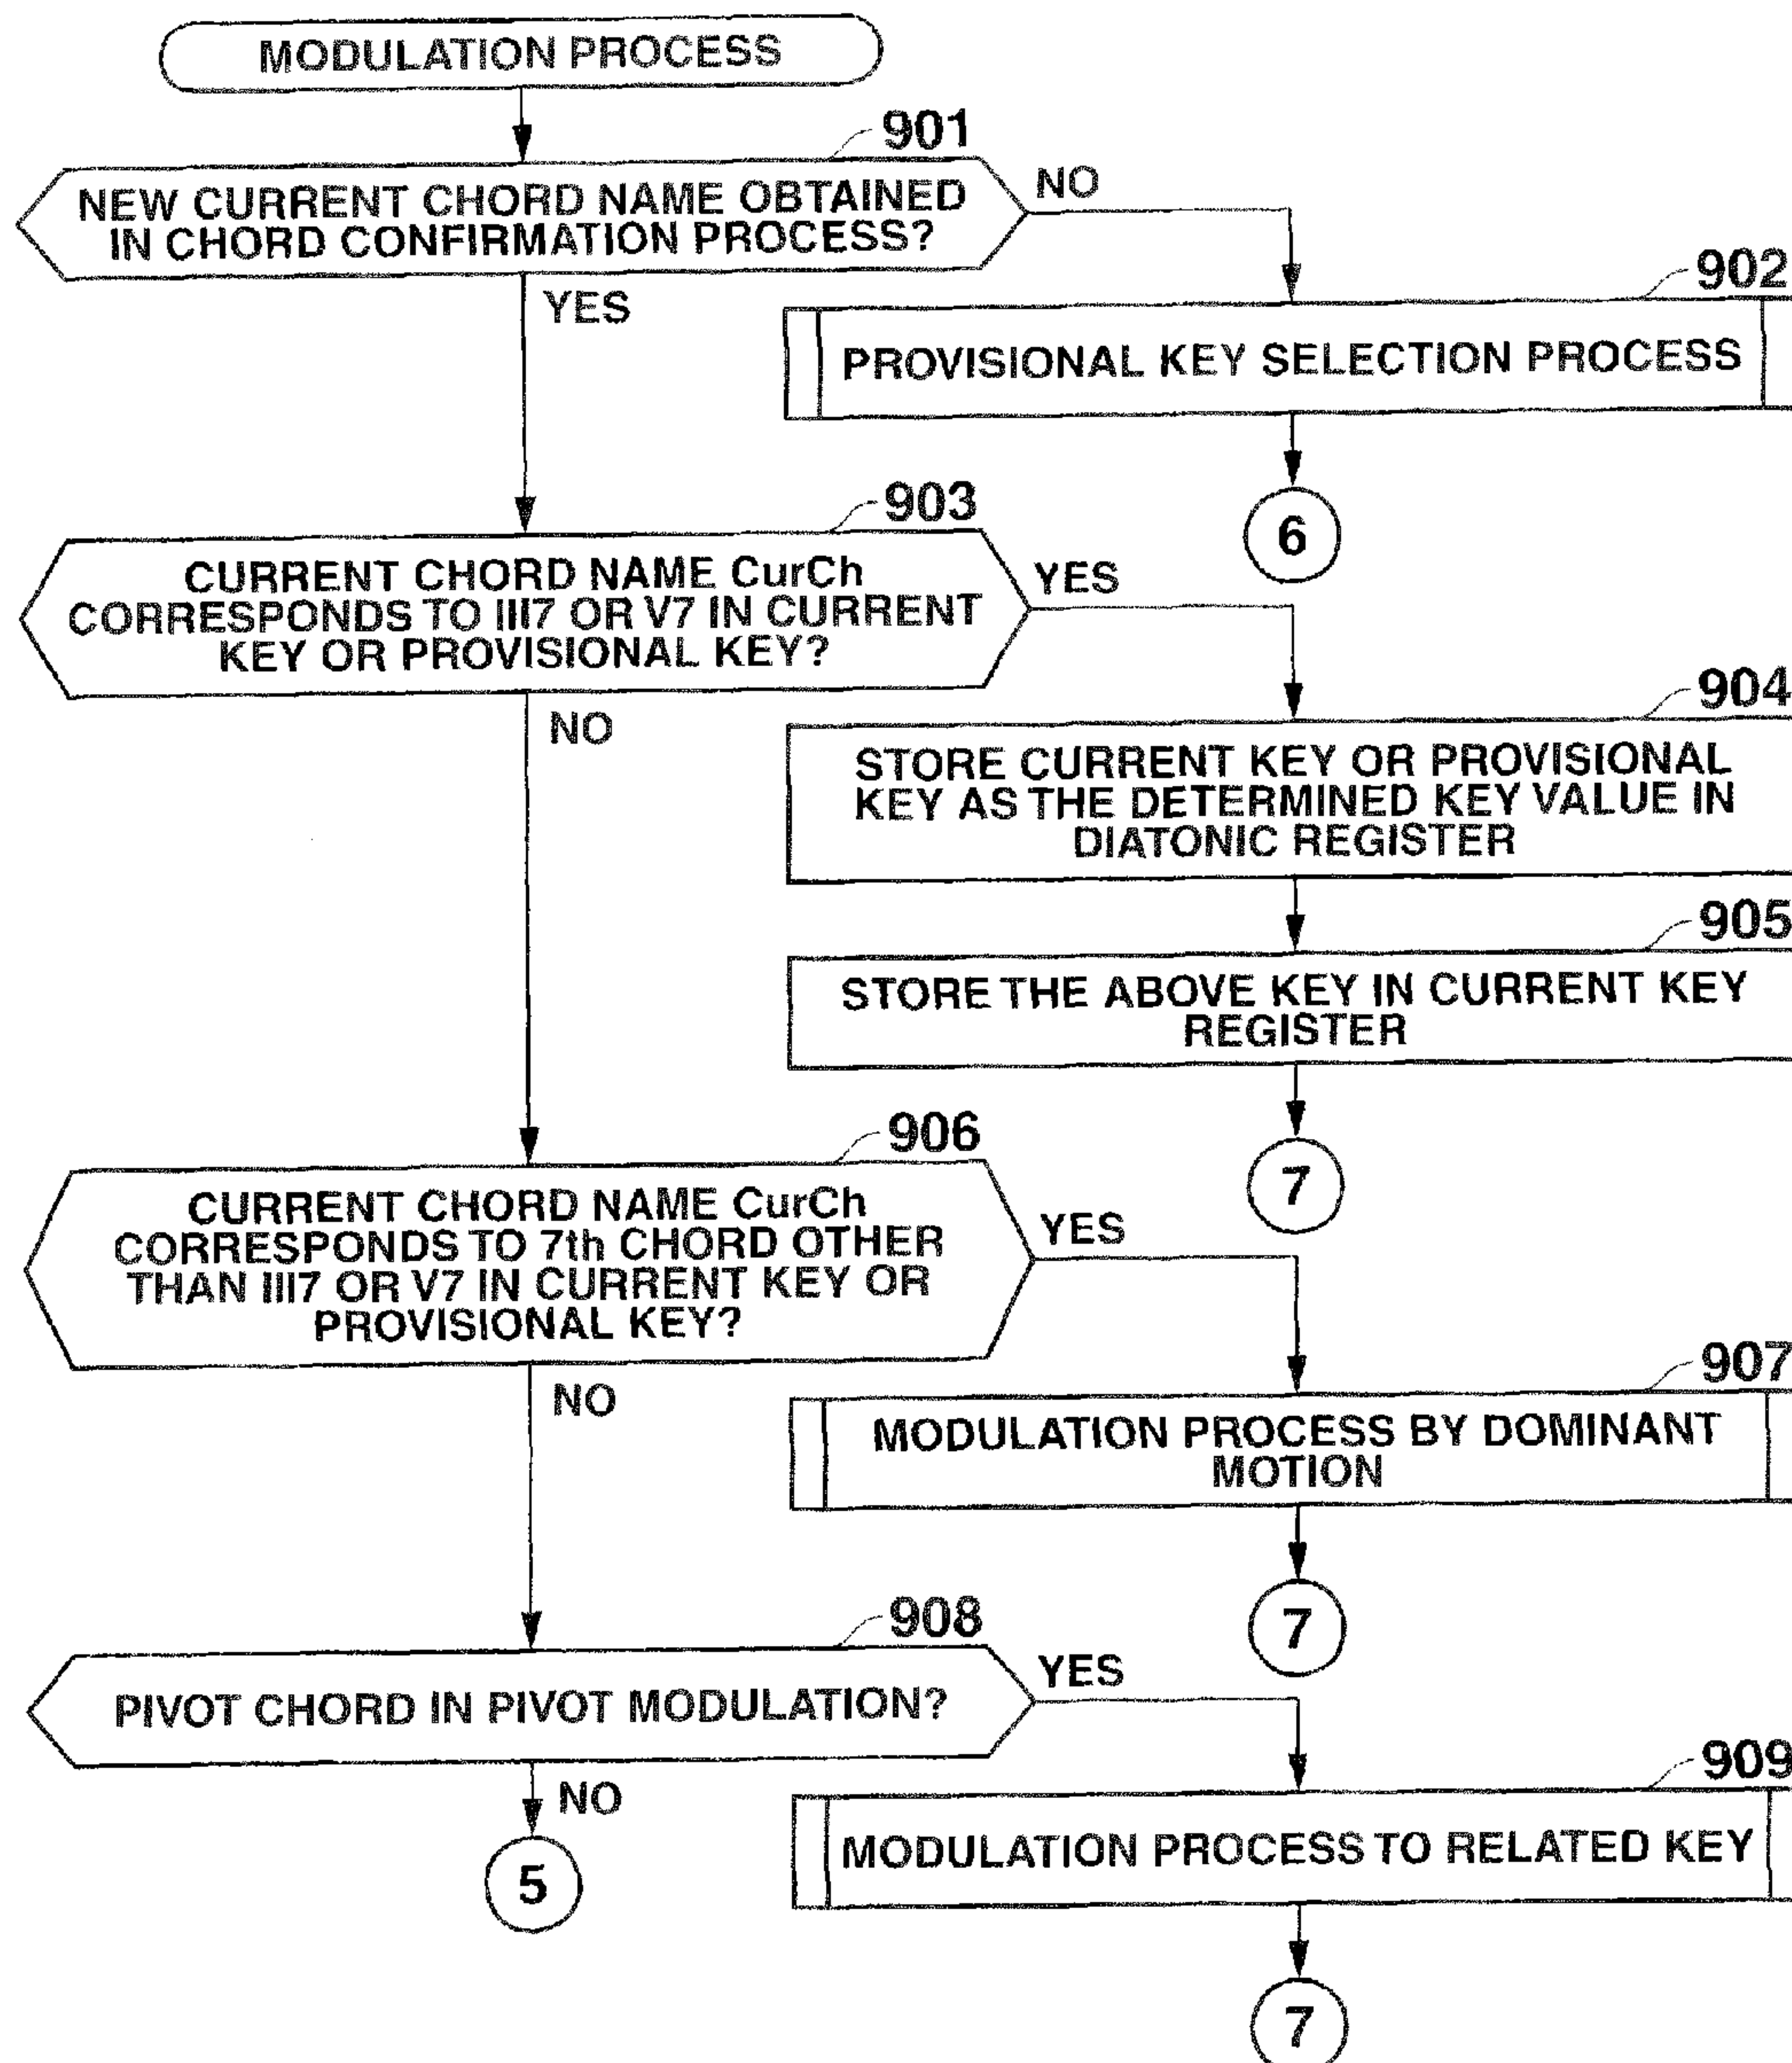 MODULATION PROCESS
901
NEW CURRENT CHORD NAME OBTAINED
IN CHORD CONFIRMATION PROCESS?
NO
YES
902
PROVISIONAL KEY SELECTION PROCESS
6
903
CURRENT CHORD NAME CurCh
CORRESPONDS TO III7 OR V7 IN CURRENT
KEY OR PROVISIONAL KEY?
YES
NO
904
STORE CURRENT KEY OR PROVISIONAL
KEY AS THE DETERMINED KEY VALUE IN
DIATONIC REGISTER
905
STORE THE ABOVE KEY IN CURRENT KEY
REGISTER
7
906
CURRENT CHORD NAME CurCh
CORRESPONDS TO 7th CHORD OTHER
THAN III7 OR V7 IN CURRENT KEY OR
PROVISIONAL KEY?
YES
NO
907
MODULATION PROCESS BY DOMINANT
MOTION
7
908
PIVOT CHORD IN PIVOT MODULATION?
YES
NO
5
909
MODULATION PROCESS TO RELATED KEY
7